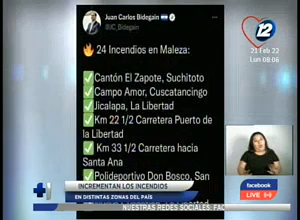 Juan Carlos Bidegain
@JC_Bidegain
24 Incendios en Maleza:
Cantón El Zapote, Suchitoto
Campo Amor, Cuscatancingo
Jicalapa, La Libertad
Km 22 1/2 Carretera Puerto de
la Libertad
Km 33 1/2 Carretera hacia
Santa Ana
Polideportivo Don Bosco, San
12
21 Feb 22
Lun 08:06
facebook
LIVE
INCREMENTAN LOS INCENDIOS
EN DISTINTAS ZONAS DEL PAÍS
NUESTRAS REDES SOCIALES: FAC